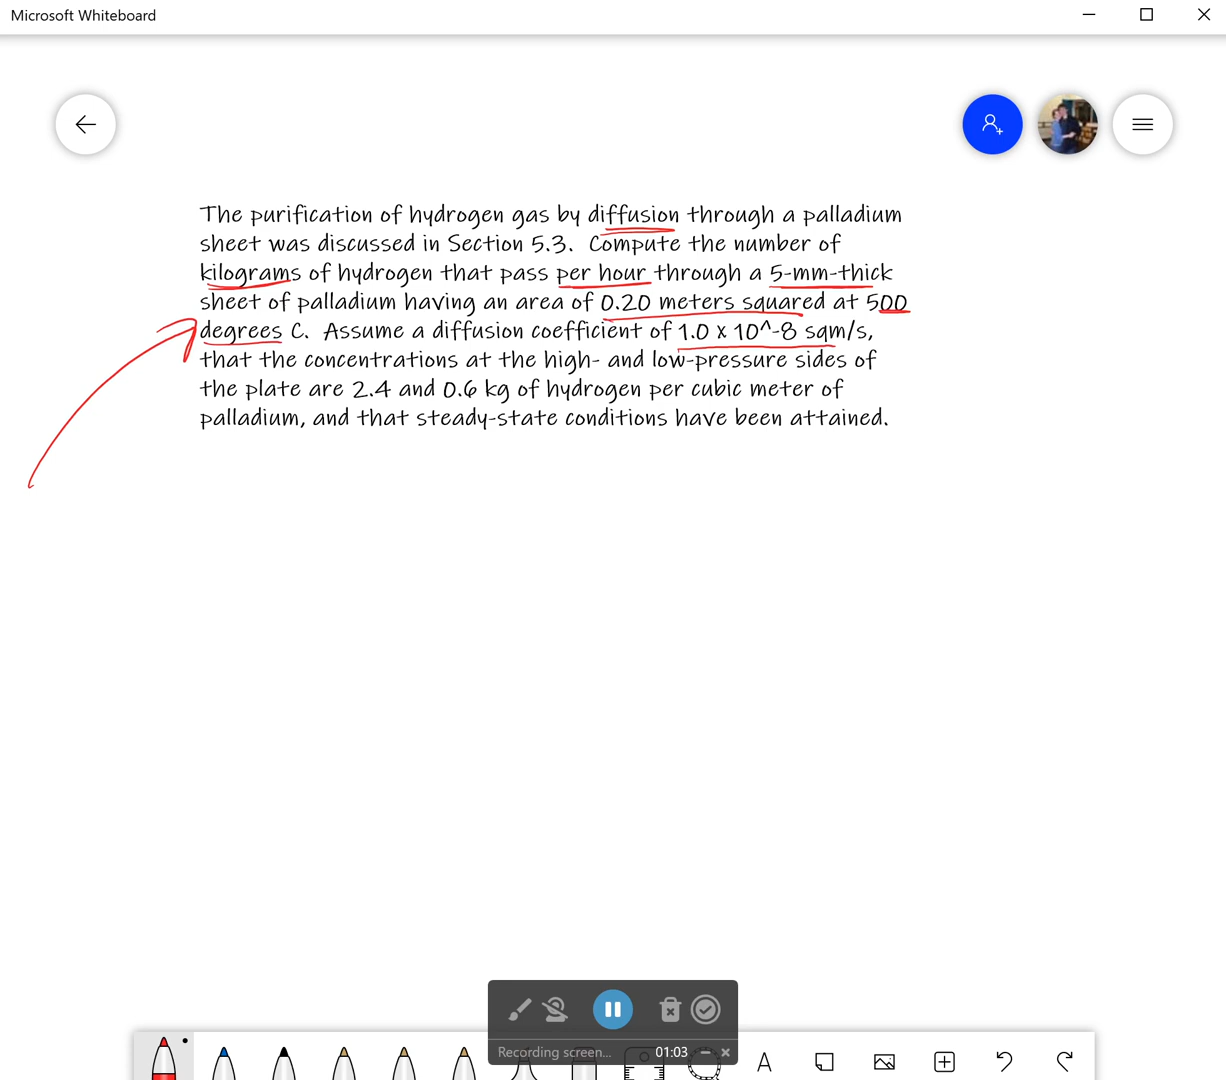 Microsoft Whiteboard
The purification of hydrogen gas by diffusion through a palladium
sheet was discussed in Section 5.3. Compute the number of
kilograms of hydrogen that pass per hour through a 5-mm-thick
sheet of palladium having an area of 0.20 meters squared at 500
degrees C. Assume a diffusion coefficient of 1.0 x 10^-8 sqm/s,
that the concentrations at the high- and low-pressure sides of
the plate are 2.4 and 0.6 kg of hydrogen per cubic meter of
palladium, and that steady-state conditions have been attained.
Recording screen... 01:03
A